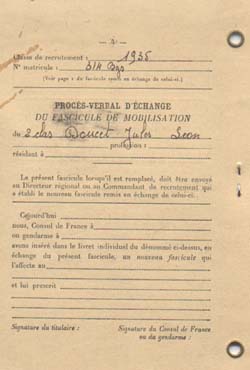 — 4 —
Classe de recrutement : 1935
N° matricule : 514 Bgs
(Voir page 1 du fascicule remis en échange de celui-ci.)
PROCÈS-VERBAL D'ÉCHANGE
DU FASCICULE DE MOBILISATION
du 2 clas Doucet Jules Leon
profession :
résidant à
Le présent fascicule lorsqu'il est remplacé, doit être envoyé
au Directeur régional ou au Commandant de recrutement qui
a établi le nouveau fascicule remis en échange de celui-ci.
Cejourd'hui
nous, Consul de France à
ou gendarme à
avons inséré dans le livret individuel du dénommé ci-dessus, en
échange du présent fascicule, un nouveau fascicule qui
l'affecte au
et lui prescrit
Signature du titulaire :
Signature du Consul de France
ou du gendarme :